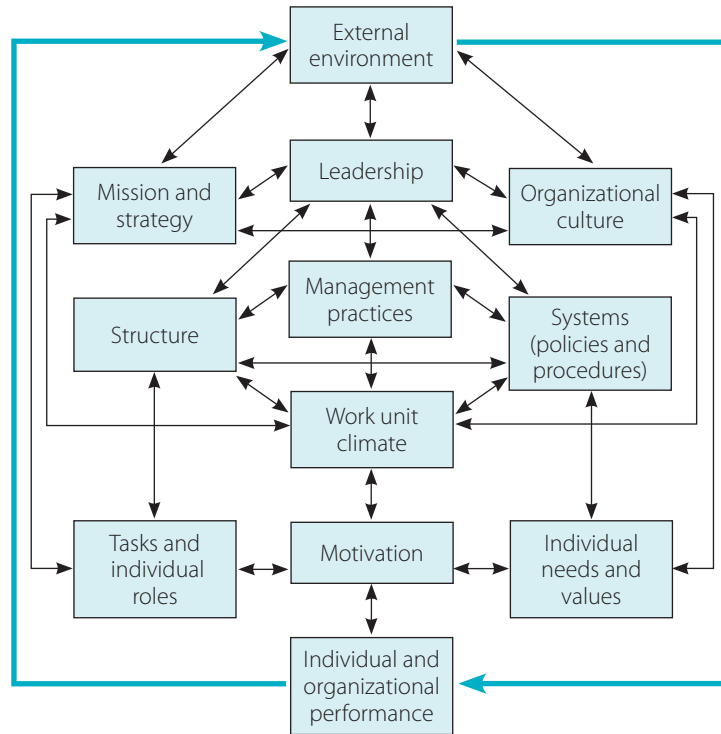 External
environment
Leadership
Mission and
strategy
Organizational
culture
Management
practices
Structure
Systems
(policies and
procedures)
Work unit
climate
Tasks and
individual
roles
Motivation
Individual
needs and
values
Individual and
organizational
performance